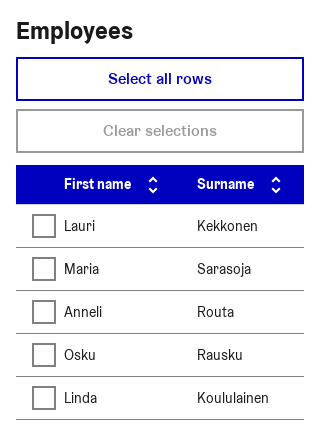 Employees
Select all rows
Clear selections
First name Surname
Lauri Kekkonen
Maria Sarasoja
Anneli Routa
Osku Rausku
Linda Koululainen